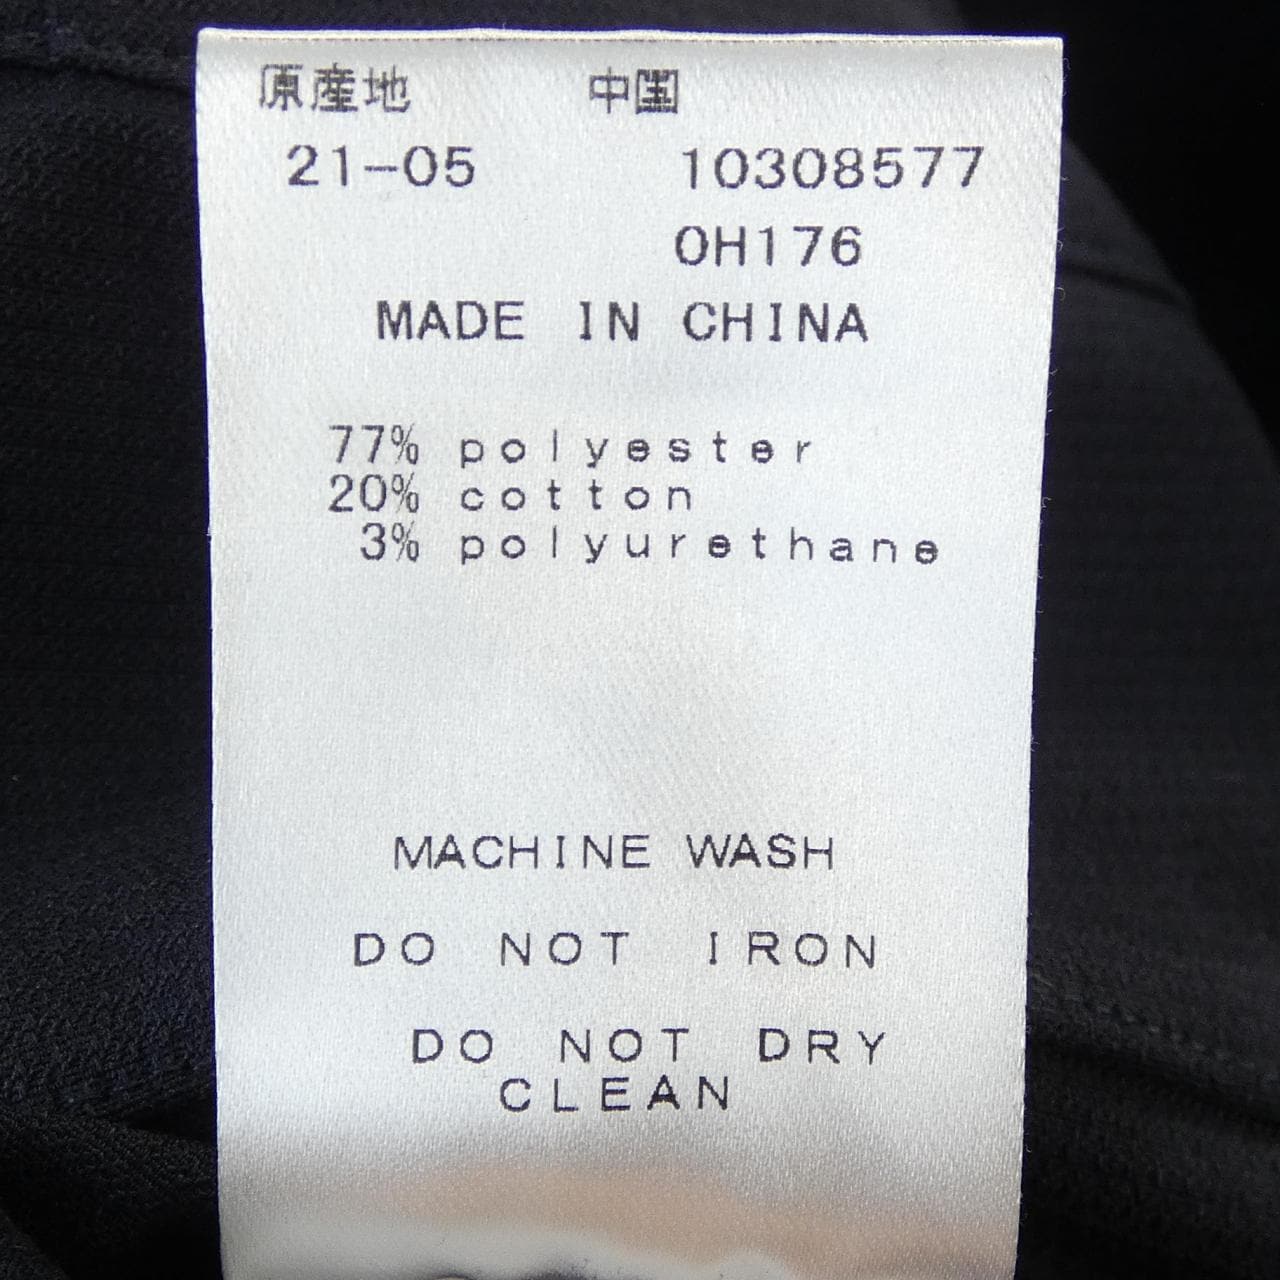 原産地 中国
21-05 10308577
0H176
MADE IN CHINA
77% polyester
20% cotton
3% polyurethane
MACHINE WASH
DO NOT IRON
DO NOT DRY
CLEAN